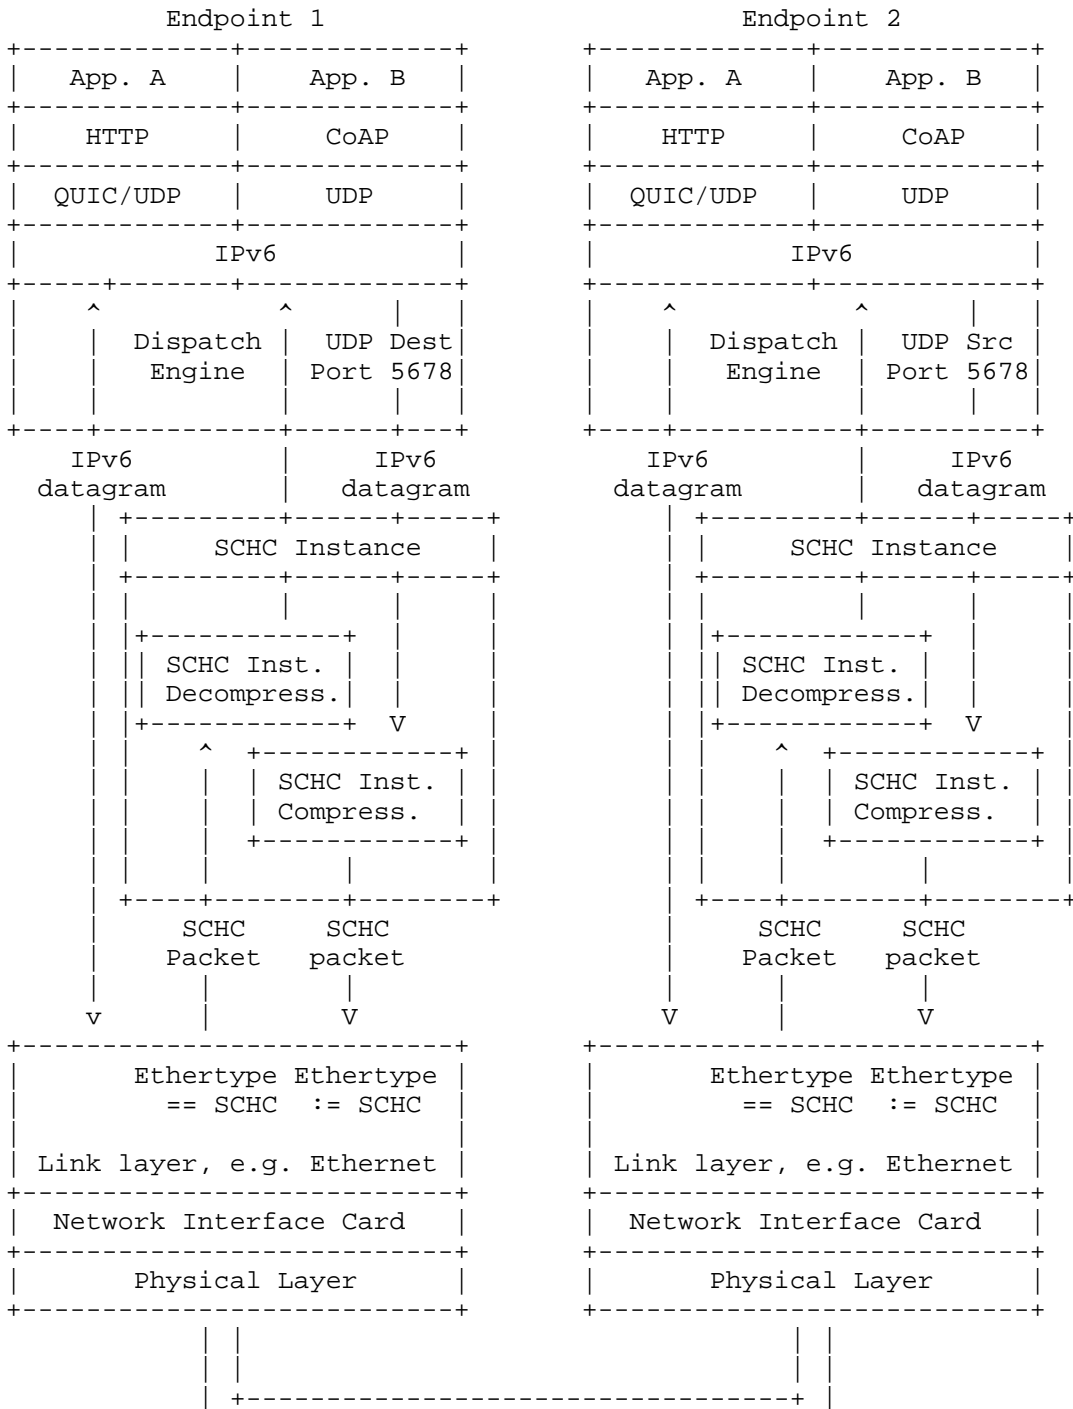 Endpoint 1 Endpoint 2
App. A App. B App. A App. B
HTTP CoAP HTTP CoAP
QUIC/UDP UDP QUIC/UDP UDP
IPv6 IPv6
Dispatch UDP Dest Dispatch UDP Src
Engine Port 5678 Engine Port 5678
IPv6 IPv6 IPv6 IPv6
datagram datagram datagram datagram
SCHC Instance SCHC Instance
SCHC Inst. SCHC Inst.
Decompress. Decompress.
SCHC Inst. SCHC Inst.
Compress. Compress.
SCHC SCHC SCHC SCHC
Packet packet Packet packet
Ethertype Ethertype Ethertype Ethertype
== SCHC := SCHC == SCHC := SCHC
Link layer, e.g. Ethernet Link layer, e.g. Ethernet
Network Interface Card Network Interface Card
Physical Layer Physical Layer